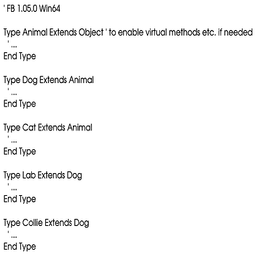 ' FB 1.05.0 Win64
Type Animal Extends Object ' to enable virtual methods etc. if needed
' ...
End Type
Type Dog Extends Animal
' ...
End Type
Type Cat Extends Animal
' ...
End Type
Type Lab Extends Dog
' ...
End Type
Type Collie Extends Dog
' ...
End Type